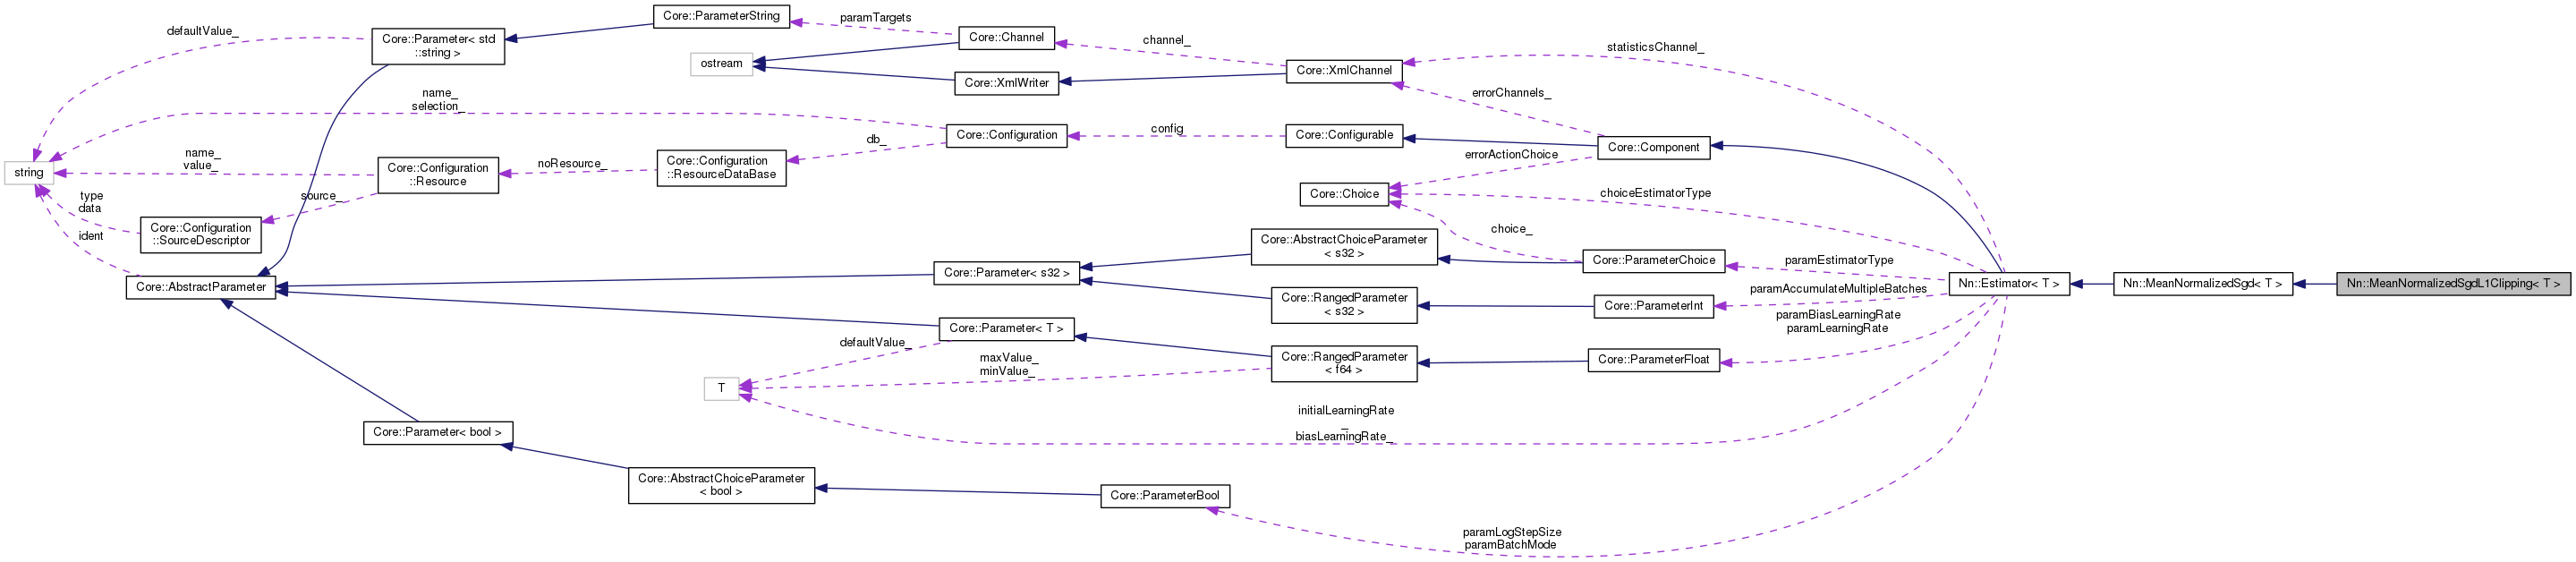 string
defaultValue_
Core::Parameter< std
::string >
Core::ParameterString
paramTargets
Core::Channel
ostream
Core::XmlWriter
channel_
Core::XmlChannel
statisticsChannel_
errorChannels_
name_
selection_
Core::Configuration
config
Core::Configurable
Core::Component
db_
name_
value_
Core::Configuration
::Resource
noResource_
Core::Configuration
::ResourceDataBase
errorActionChoice
Core::Choice
choiceEstimatorType
type
data
source_
Core::Configuration
::SourceDescriptor
ident
choice_
Core::AbstractChoiceParameter
< s32 >
Core::ParameterChoice
paramEstimatorType
Core::AbstractParameter
Core::Parameter< s32 >
Core::RangedParameter
< s32 >
Core::ParameterInt
paramAccumulateMultipleBatches
Nn::Estimator< T >
Nn::MeanNormalizedSgd< T >
Nn::MeanNormalizedSgdL1Clipping< T >
paramBiasLearningRate
paramLearningRate
Core::Parameter< T >
defaultValue_
maxValue_
minValue_
Core::RangedParameter
< f64 >
Core::ParameterFloat
T
initialLearningRate
_
biasLearningRate_
Core::Parameter< bool >
Core::AbstractChoiceParameter
< bool >
Core::ParameterBool
paramLogStepSize
paramBatchMode